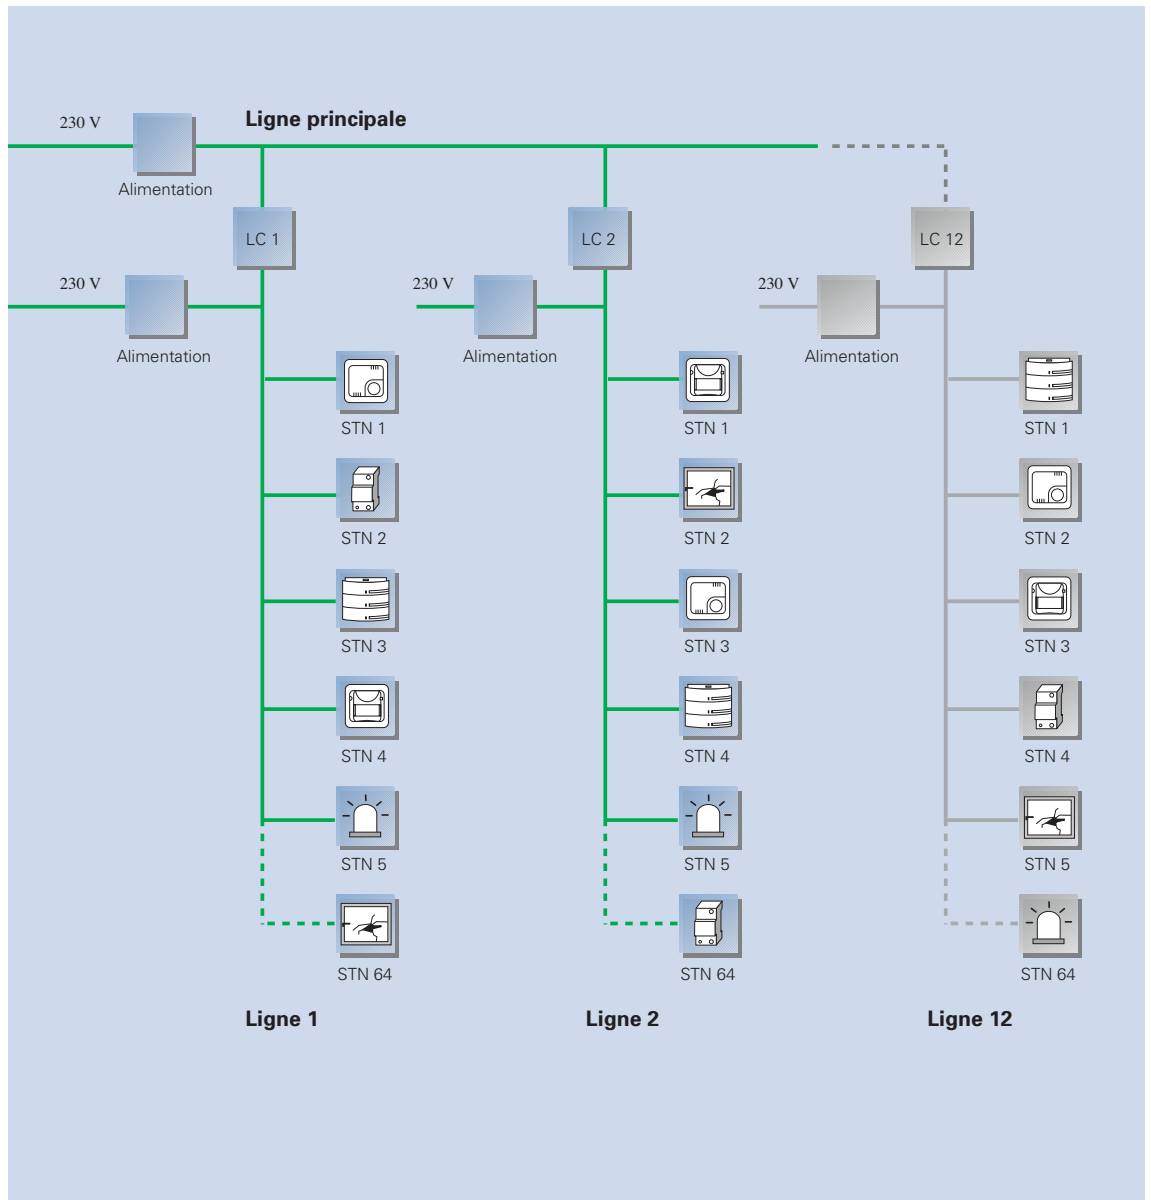 Ligne principale
230 V
Alimentation
LC 1
LC 2
LC 12
230 V
230 V
230 V
Alimentation
Alimentation
Alimentation
STN 1
STN 1
STN 1
STN 2
STN 2
STN 2
STN 3
STN 3
STN 3
STN 4
STN 4
STN 4
STN 5
STN 5
STN 5
STN 64
STN 64
STN 64
Ligne 1
Ligne 2
Ligne 12